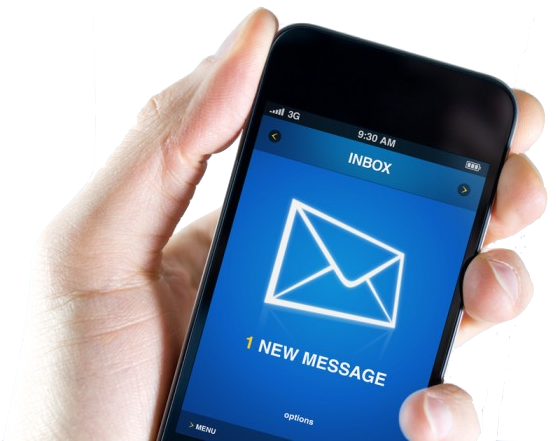 3G
9:30 AM
INBOX
1 NEW MESSAGE
options
> MENU